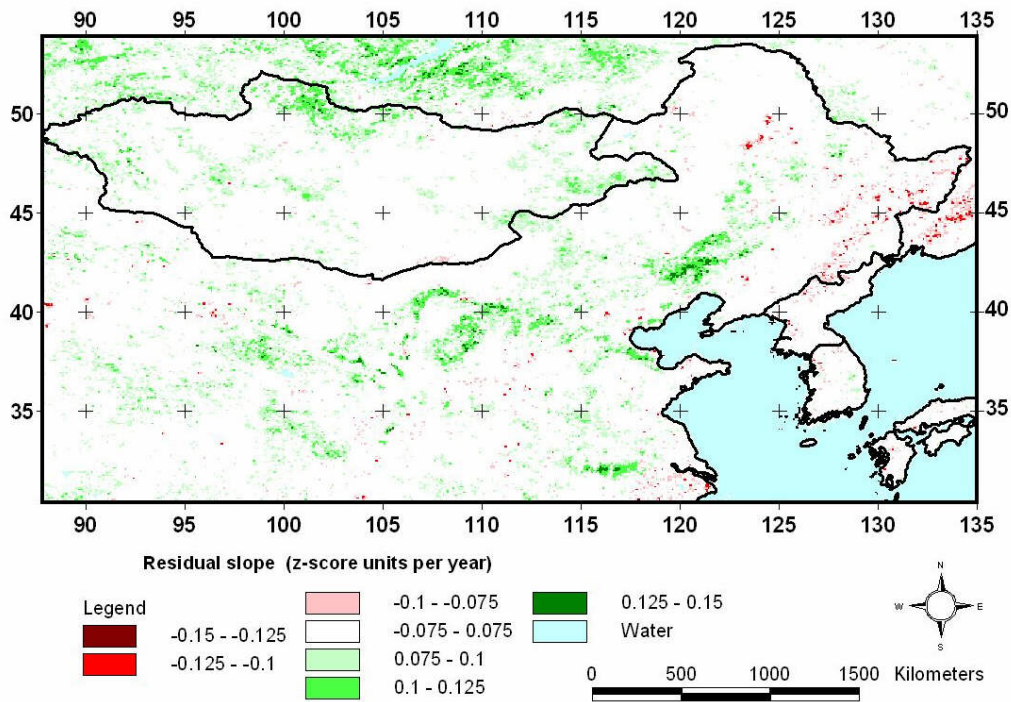 90 95 100 105 110 115 120 125 130 135
50 50
45 45
40 40
35 35
90 95 100 105 110 115 120 125 130 135
Residual slope (z-score units per year)
Legend
-0.15 - -0.125
-0.125 - -0.1
-0.1 - -0.075
-0.075 - 0.075
0.075 - 0.1
0.1 - 0.125
0.125 - 0.15
Water
N
W E
S
0 500 1000 1500 Kilometers